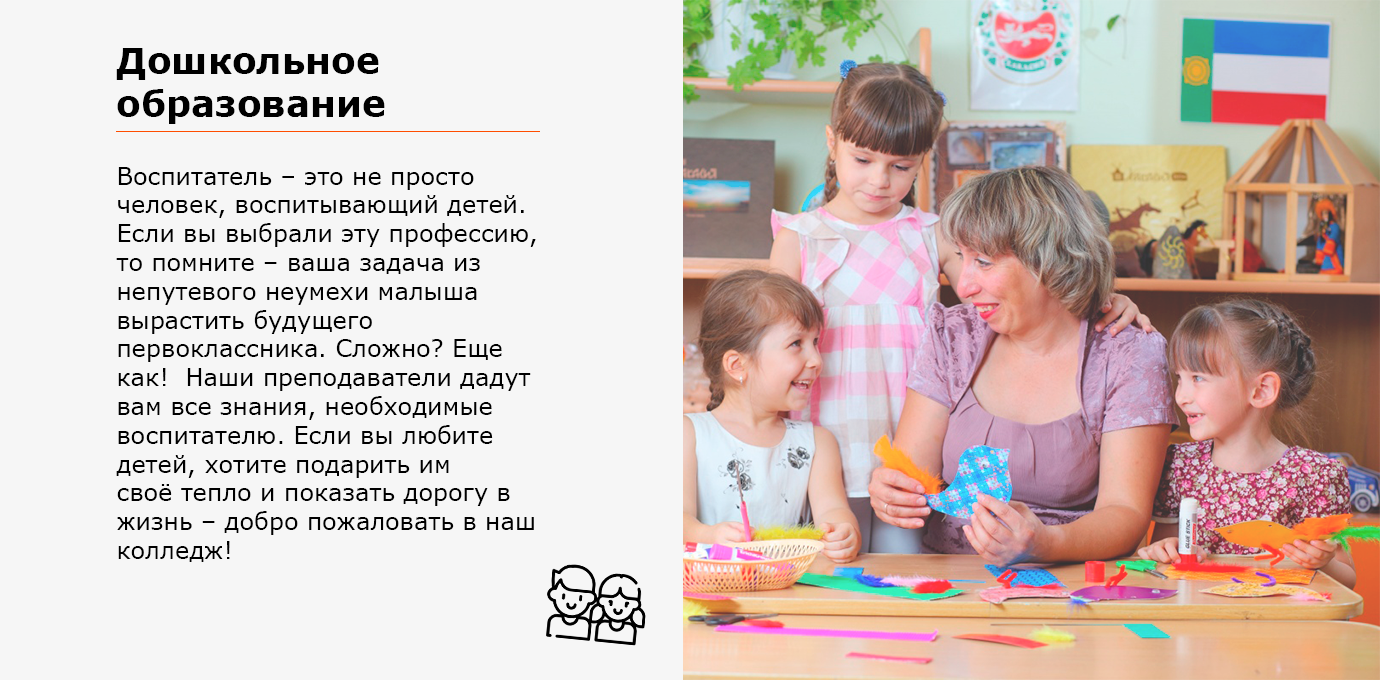 Дошкольное
образование
Воспитатель – это не просто
человек, воспитывающий детей.
Если вы выбрали эту профессию,
то помните – ваша задача из
непутевого неумехи малыша
вырастить будущего
первоклассника. Сложно? Еще
как!  Наши преподаватели дадут
вам все знания, необходимые
воспитателю. Если вы любите
детей, хотите подарить им
своё тепло и показать дорогу в
жизнь – добро пожаловать в наш
колледж!
GLUE STICK